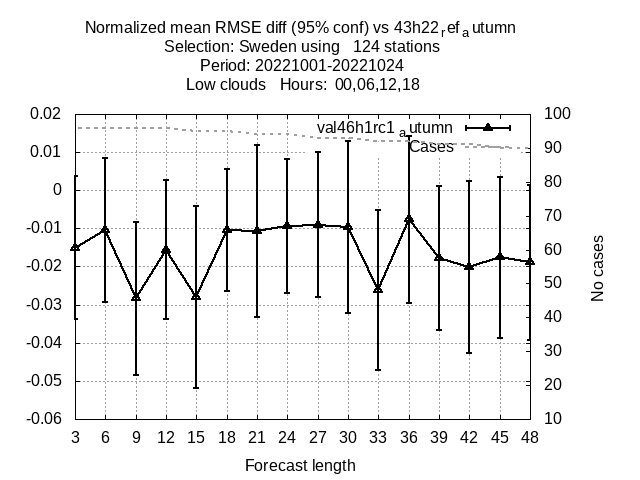 Normalized mean RMSE diff (95% conf) vs 43h22refautumn
Selection: Sweden using   124 stations
Period: 20221001-20221024
Low clouds   Hours:  00,06,12,18
0.02
0.01
0
-0.01
-0.02
-0.03
-0.04
-0.05
-0.06
val46h1rc1autumn
Cases
100
90
80
70
60
50
40
30
20
10
No cases
3 6 9 12 15 18 21 24 27 30 33 36 39 42 45 48
Forecast length